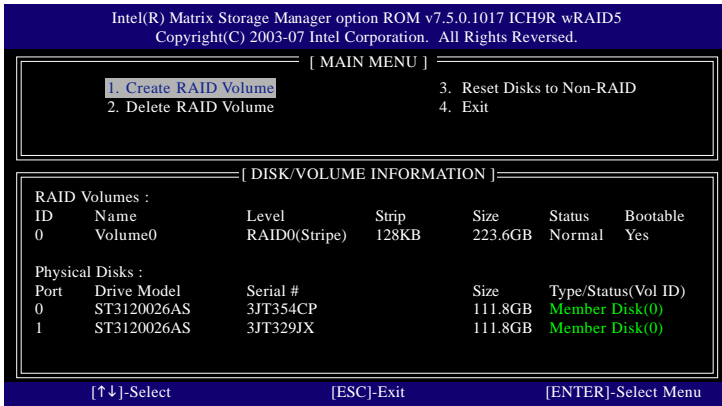 Intel(R) Matrix Storage Manager option ROM v7.5.0.1017 ICH9R wRAID5
Copyright(C) 2003-07 Intel Corporation. All Rights Reversed.
[ MAIN MENU ]
1. Create RAID Volume 3. Reset Disks to Non-RAID
2. Delete RAID Volume 4. Exit
[ DISK/VOLUME INFORMATION ]
RAID Volumes :
ID Name Level Strip Size Status Bootable
0 Volume0 RAID0(Stripe) 128KB 223.6GB Normal Yes
Physical Disks :
Port Drive Model Serial # Size Type/Status(Vol ID)
0 ST3120026AS 3JT354CP 111.8GB Member Disk(0)
1 ST3120026AS 3JT329JX 111.8GB Member Disk(0)
[↑↓]-Select [ESC]-Exit [ENTER]-Select Menu